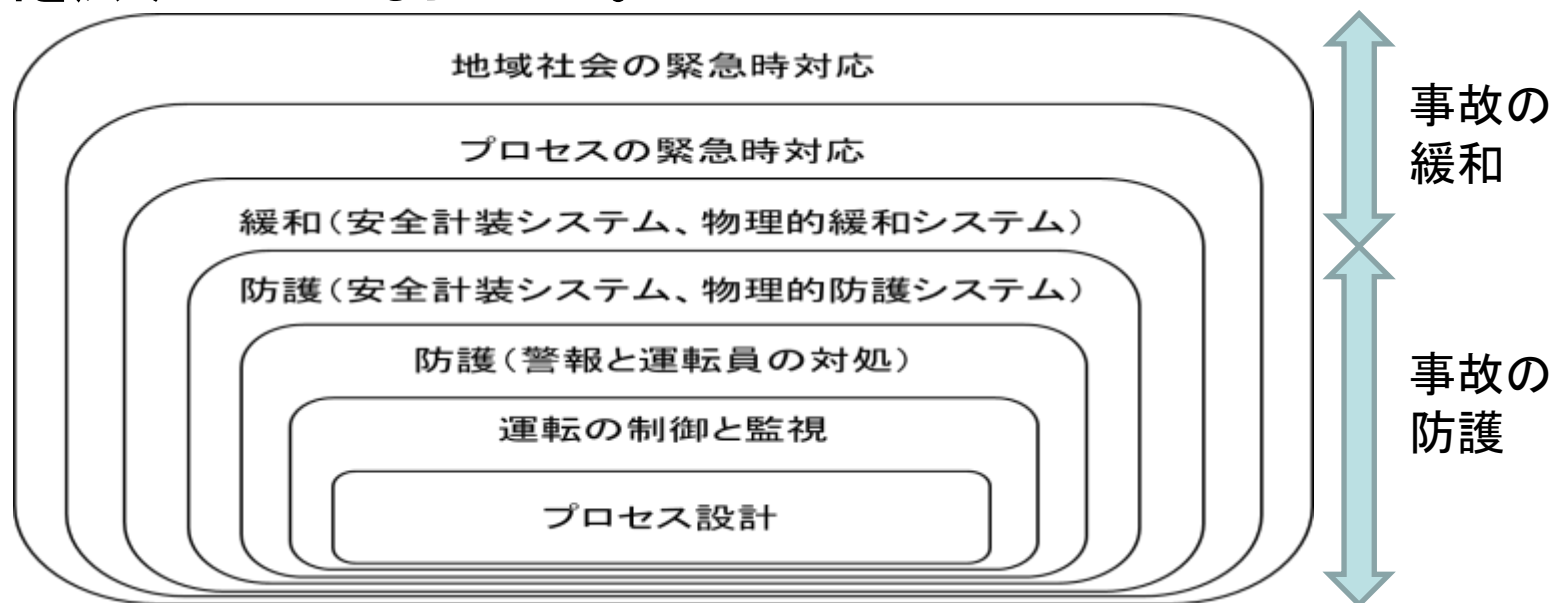 地域社会の緊急時対応
プロセスの緊急時対応
緩和(安全計装システム、物理的緩和システム)
防護(安全計装システム、物理的防護システム)
防護(警報と運転員の対処)
運転の制御と監視
プロセス設計
事故の
緩和
事故の
防護